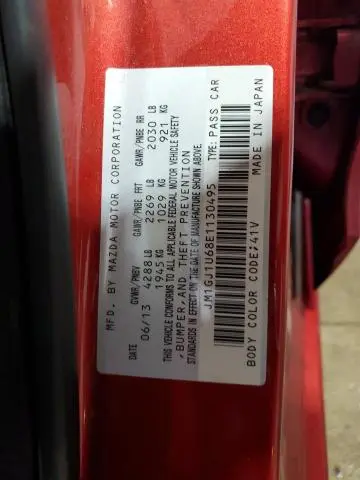 MFD. BY MAZDA MOTOR CORPORATION
DATE GVWR/PNBV GAWR/PNBE FRT GAWR/PNBE RR
06/13 4288 LB 2269 LB 2030 LB
1945 KG 1029 KG 921 KG
THIS VEHICLE CONFORMS TO ALL APPLICABLE FEDERAL MOTOR VEHICLE SAFETY
, BUMPER, AND THEFT PREVENTION
STANDARDS IN EFFECT ON THE DATE OF MANUFACTURE SHOWN ABOVE.
JM1GJ1U68E1130495 TYPE: PASS CAR
BODY COLOR CODE/41V MADE IN JAPAN